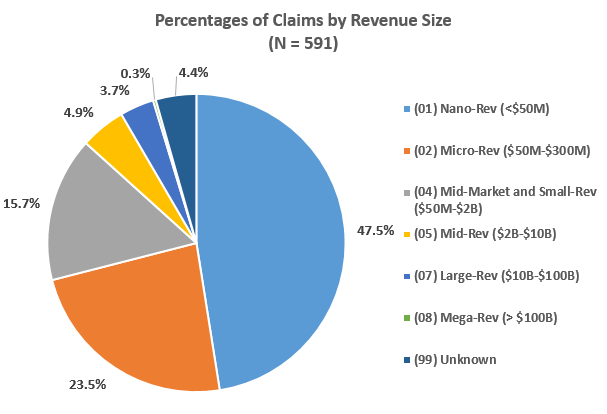 Percentages of Claims by Revenue Size
(N = 591)
0.3%
4.4%
3.7%
4.9%
15.7%
47.5%
23.5%
(01) Nano-Rev (<$50M)
(02) Micro-Rev ($50M-$300M)
(04) Mid-Market and Small-Rev
($50M-$2B)
(05) Mid-Rev ($2B-$10B)
(07) Large-Rev ($10B-$100B)
(08) Mega-Rev (> $100B)
(99) Unknown